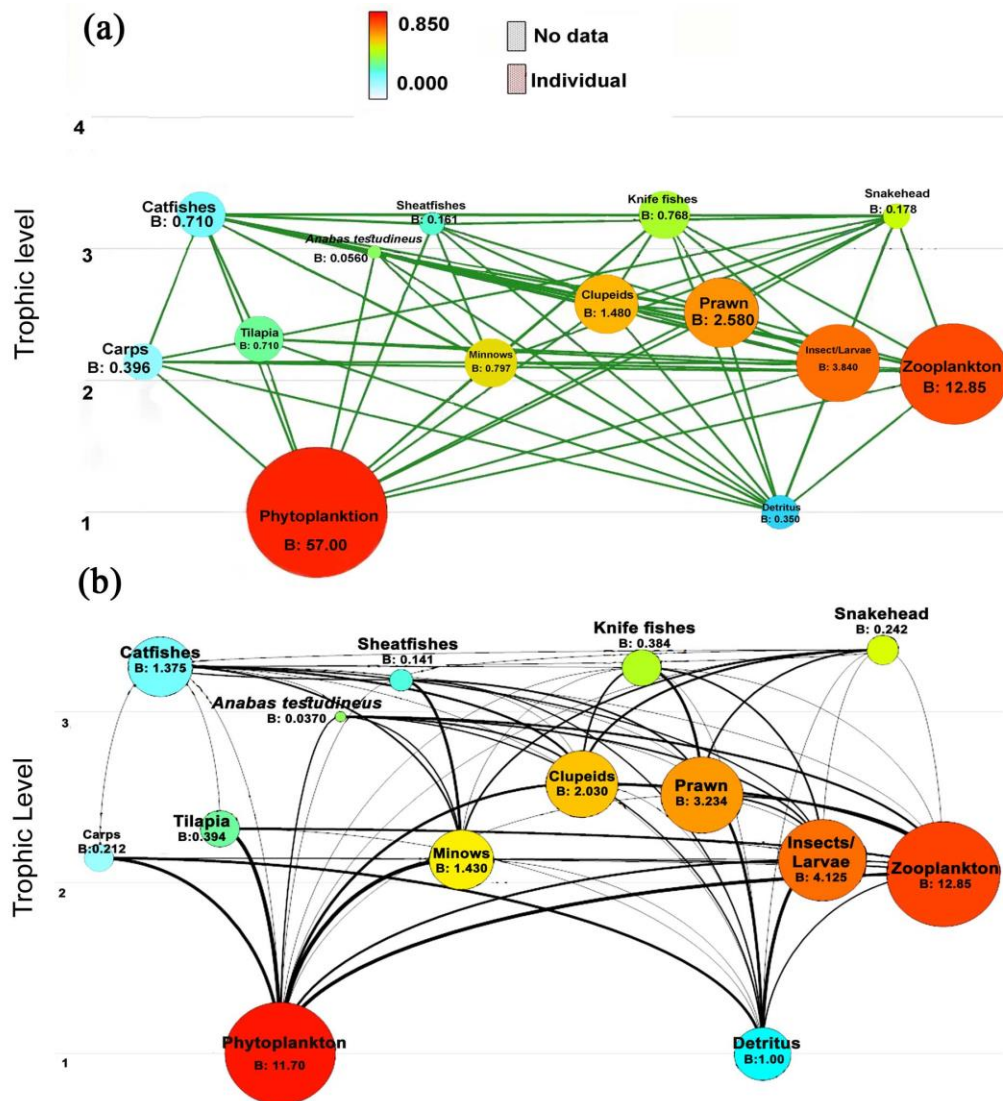 (a)
0.850
0.000
No data
Individual
Trophic level
4
3
2
1
Catfishes
B: 0.710
Sheatfishes
B: 0.161
Anabas testudineus
B: 0.0560
Knife fishes
B: 0.768
Snakehead
B: 0.178
Clupeids
B: 1.480
Prawn
B: 2.580
Tilapia
B: 0.710
Carps
B: 0.396
Minnows
B: 0.797
Insect/Larvae
B: 3.840
Zooplankton
B: 12.85
Phytoplanktion
B: 57.00
Detritus
B: 0.350
(b)
Trophic Level
3
2
1
Catfishes
B: 1.375
Sheatfishes
B: 0.141
Anabas testudineus
B: 0.0370
Knife fishes
B: 0.384
Snakehead
B: 0.242
Clupeids
B: 2.030
Prawn
B: 3.234
Tilapia
B:0.394
Carps
B:0.212
Minows
B: 1.430
Insects/
Larvae
B: 4.125
Zooplankton
B: 12.85
Phytoplankton
B: 11.70
Detritus
B:1.00